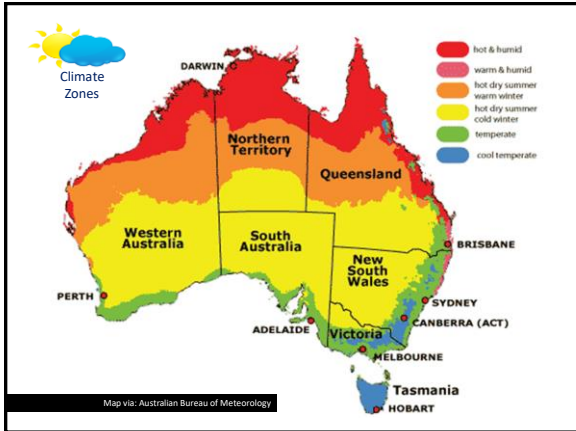 Climate
Zones
DARWIN
hot & humid
warm & humid
hot dry summer
warm winter
hot dry summer
cold winter
temperate
cool temperate
Northern
Territory
Queensland
Western
Australia
South
Australia
New
South
Wales
BRISBANE
PERTH
SYDNEY
ADELAIDE
CANBERRA (ACT)
Victoria
MELBOURNE
Tasmania
HOBART
Map via: Australian Bureau of Meteorology